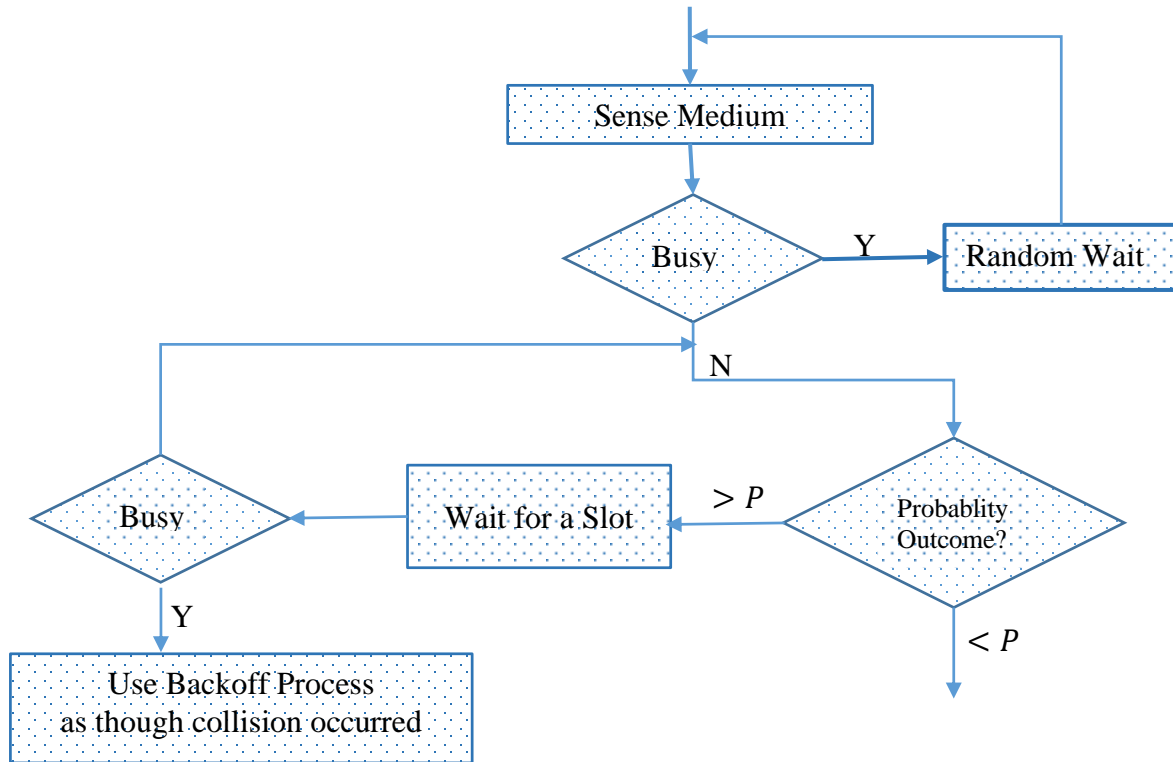 Sense Medium
Busy
Y
Random Wait
N
Busy
Wait for a Slot
> P
Probablity
Outcome?
Y
< P
Use Backoff Process
as though collision occurred